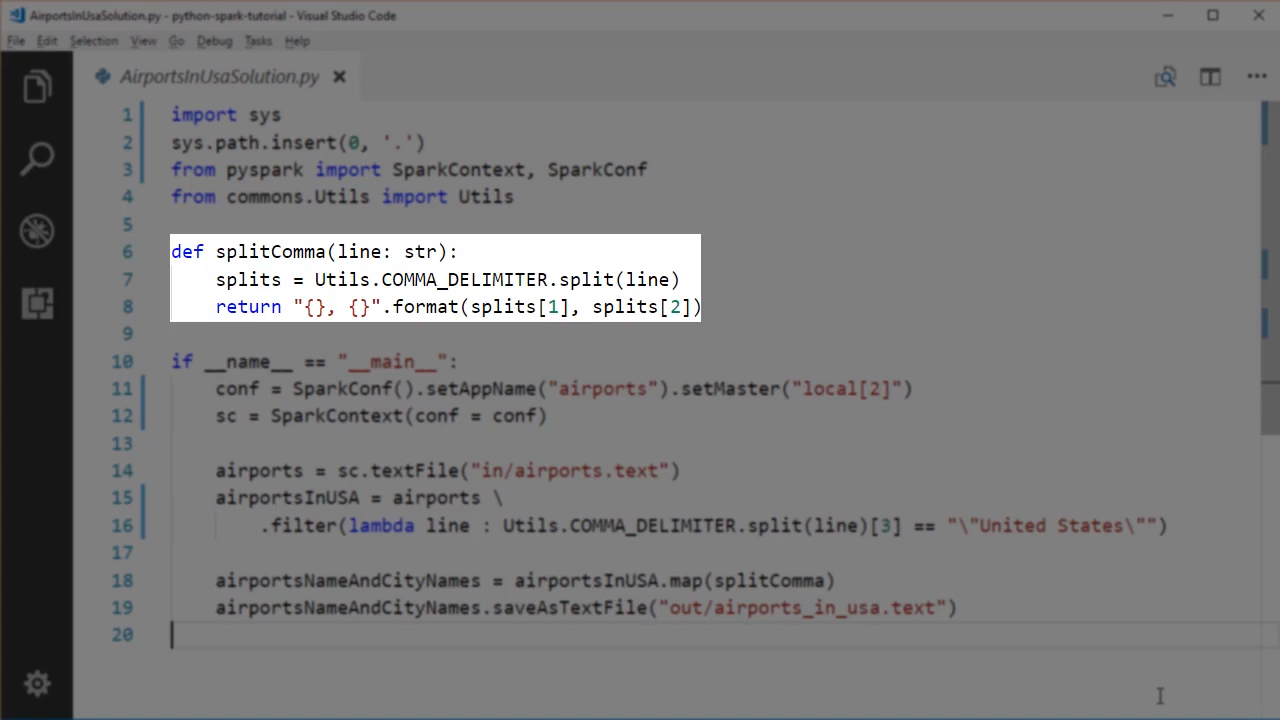 AirportsInUsaSolution.py - python-spark-tutorial - Visual Studio Code
File Edit Selection View Go Debug Tasks Help
AirportsInUsaSolution.py
1 import sys
2 sys.path.insert(0, '.')
3 from pyspark import SparkContext, SparkConf
4 from commons.Utils import Utils
5
6 def splitComma(line: str):
7     splits = Utils.COMMA_DELIMITER.split(line)
8     return "{}, {}".format(splits[1], splits[2])
9
10 if __name__ == "__main__":
11     conf = SparkConf().setAppName("airports").setMaster("local[2]")
12     sc = SparkContext(conf = conf)
13
14     airports = sc.textFile("in/airports.text")
15     airportsInUSA = airports \
16         .filter(lambda line : Utils.COMMA_DELIMITER.split(line)[3] == "\"United States\"")
17
18     airportsNameAndCityNames = airportsInUSA.map(splitComma)
19     airportsNameAndCityNames.saveAsTextFile("out/airports_in_usa.text")
20